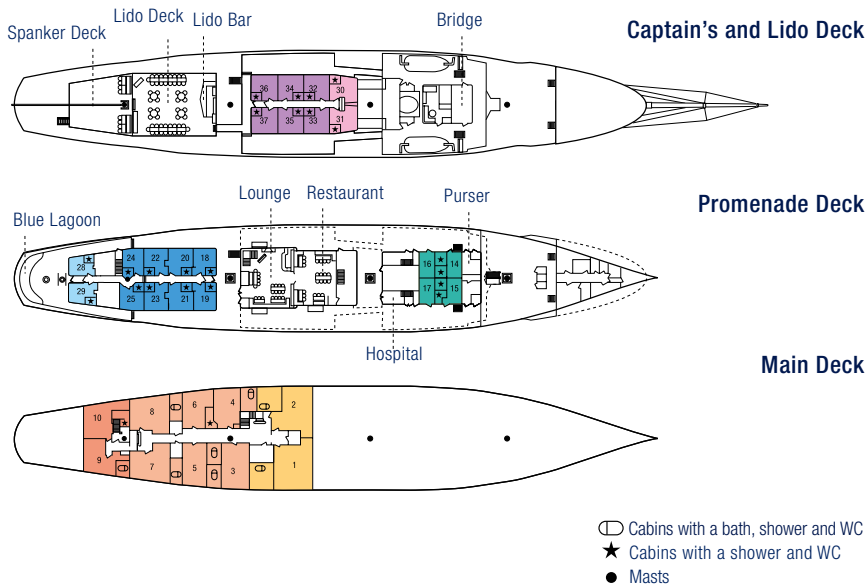 Lido Deck
Spanker Deck
Lido Bar
Bridge
Captain's and Lido Deck
36 34 32 30
37 35 33 31
Lounge
Restaurant
Purser
Promenade Deck
Blue Lagoon
28 24 22 20 18 16 14
29 25 23 21 19 17 15
Hospital
Main Deck
10 8 6 4 2
9 7 5 3 1
Cabins with a bath, shower and WC
Cabins with a shower and WC
Masts